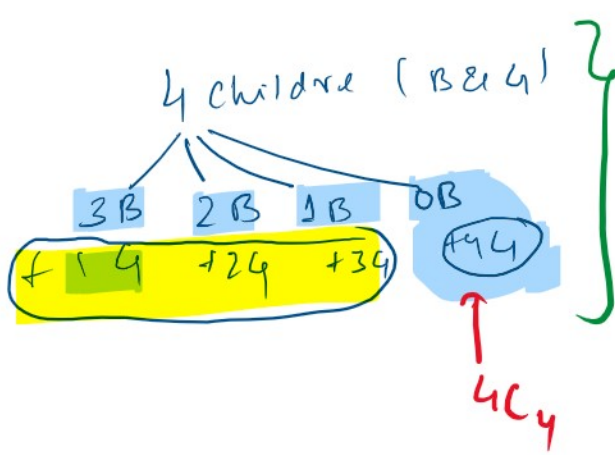 4 Children (B & G)
3B 2B 1B 0B
+ 1G +2G +3G +4G
4C4